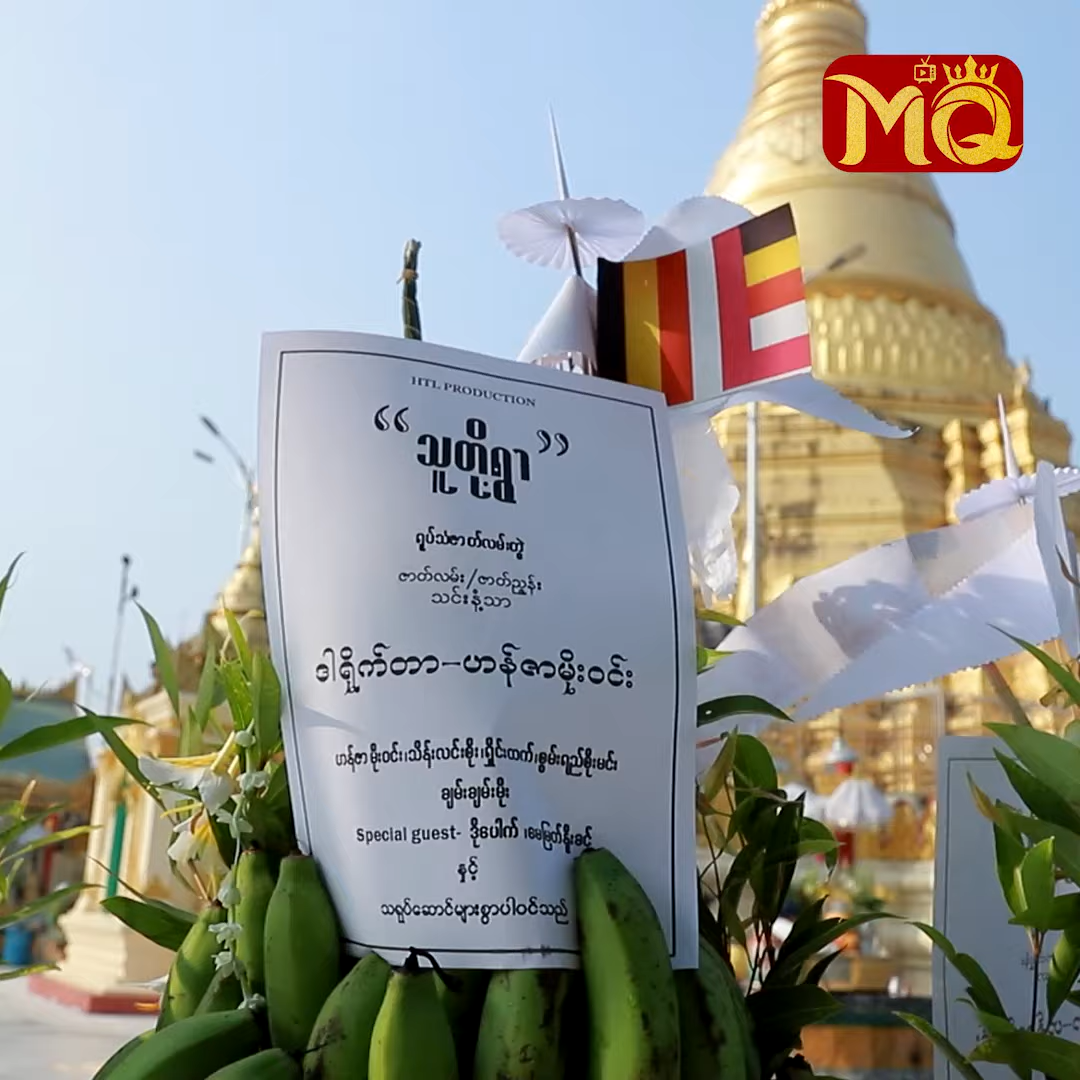 MQ
HTL PRODUCTION
“သူတို့ရွာ”
ရုပ်သံဇာတ်လမ်းတွဲ
ဇာတ်လမ်း/ဇာတ်ညွှန်း
သင်းနံ့သာ
ဒါရိုက်တာ–ဟန်ဇာမိုးဝင်း
ဟန်ဇာမိုးဝင်း၊သိန်းလင်းစိုး၊ရှိုင်းထက်၊စွမ်းရည်စိုးမင်း
ချမ်းချမ်းမိုး
Special guest- ဒိုပေါက် ၊မေမြတ်နိုးခင်
နှင့်
သရုပ်ဆောင်များစွာပါဝင်သည်